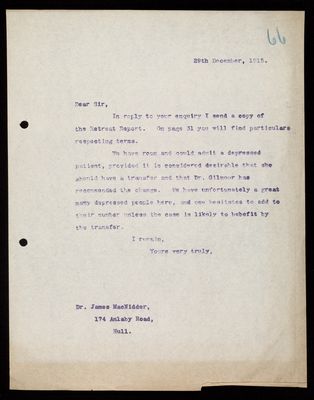 66
29th December, 1915.
Dear Sir,
In reply to your enquiry I send a copy of
the Retreat Report. On page 31 you will find particulars
respecting terms.
We have room and could admit a depressed
patient, provided it is considered desirable that she
should have a transfer and that Dr. Gilmour has
recommended the change. We have unfortunately a great
many depressed people here, and one hesitates to add to
their number unless the case is likely to benefit by
the transfer.
I remain,
Yours very truly,
Dr. James MacNidder,
174 Anlaby Road,
Hull.